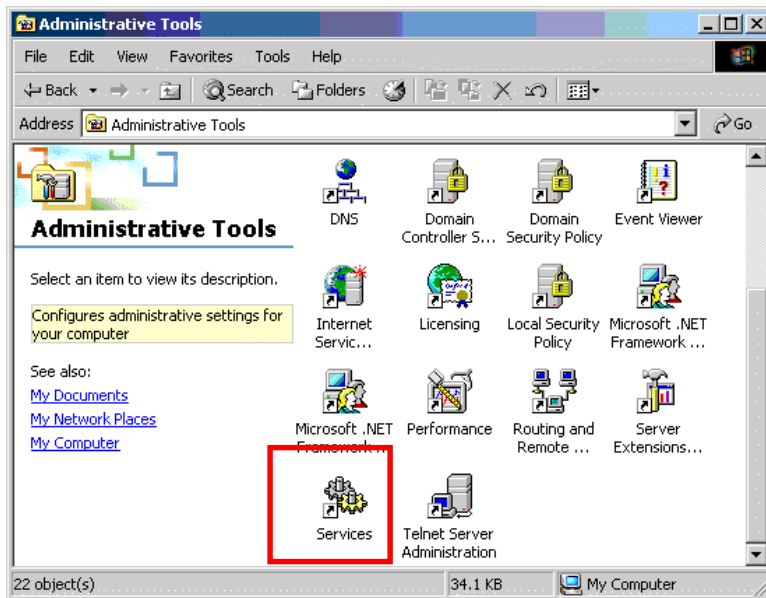 Administrative Tools
File Edit View Favorites Tools Help
Back Search Folders
Address Administrative Tools Go
Administrative Tools
Select an item to view its description.
Configures administrative settings for
your computer
See also:
My Documents
My Network Places
My Computer
DNS
Domain
Controller S...
Domain
Security Policy
Event Viewer
Internet
Servic...
Licensing
Local Security
Policy
Microsoft .NET
Framework ...
Microsoft .NET
Framework ...
Performance
Routing and
Remote ...
Server
Extensions...
Services
Telnet Server
Administration
22 object(s) 34.1 KB My Computer